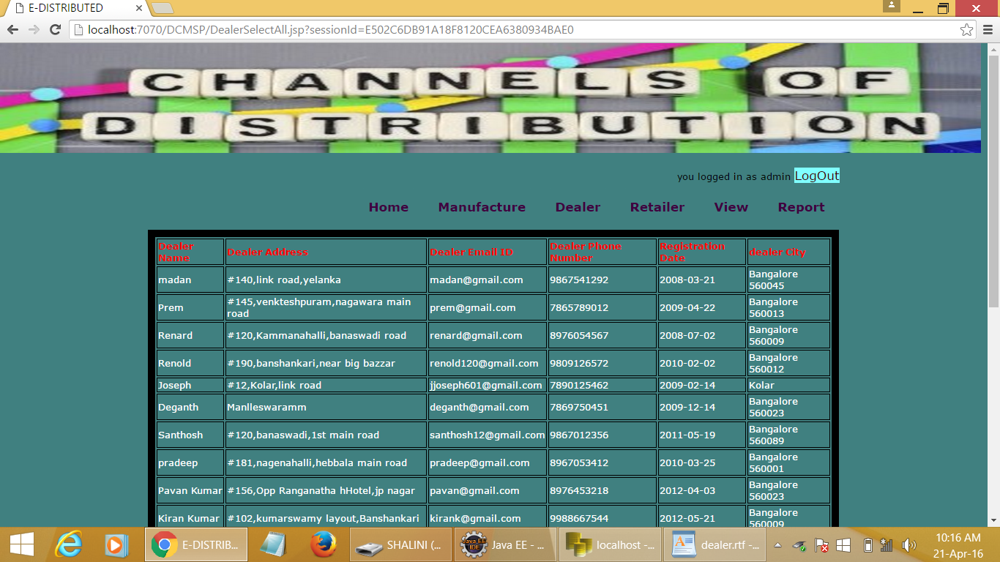 E-DISTRIBUTED
localhost:7070/DCMSP/DealerSelectAll.jsp?sessionId=E502C6DB91A18F8120CEA6380934BAE0
CHANNELS OF
DISTRIBUTION
you logged in as admin LogOut
Home Manufacture Dealer Retailer View Report
Dealer Name Dealer Address Dealer Email ID Dealer Phone Number Registration Date dealer City
madan #140,link road,yelanka madan@gmail.com 9867541292 2008-03-21 Bangalore 560045
Prem #145,venkteshpuram,nagawara main road prem@gmail.com 7865789012 2009-04-22 Bangalore 560013
Renard #120,Kammanahalli,banaswadi road renard@gmail.com 8976054567 2008-07-02 Bangalore 560009
Renold #190,banshankari,near big bazzar renold120@gmail.com 9809126572 2010-02-02 Bangalore 560012
Joseph #12,Kolar,link road jjoseph601@gmail.com 7890125462 2009-02-14 Kolar
Deganth Manlleswaramm deganth@gmail.com 7869750451 2009-12-14 Bangalore 560023
Santhosh #120,banaswadi,1st main road santhosh12@gmail.com 9867012356 2011-05-19 Bangalore 560089
pradeep #181,nagenahalli,hebbala main road pradeep@gmail.com 8967053412 2010-03-25 Bangalore 560001
Pavan Kumar #156,Opp Ranganatha hHotel,jp nagar pavan@gmail.com 8976453218 2012-04-03 Bangalore 560023
Kiran Kumar #102,kumarswamy layout,Banshankari kirank@gmail.com 9988667544 2012-05-21 Bangalore 560009
E-DISTRIB... SHALINI (... Java EE IDE Java EE - ... localhost -... dealer.rtf -...
10:16 AM
21-Apr-16